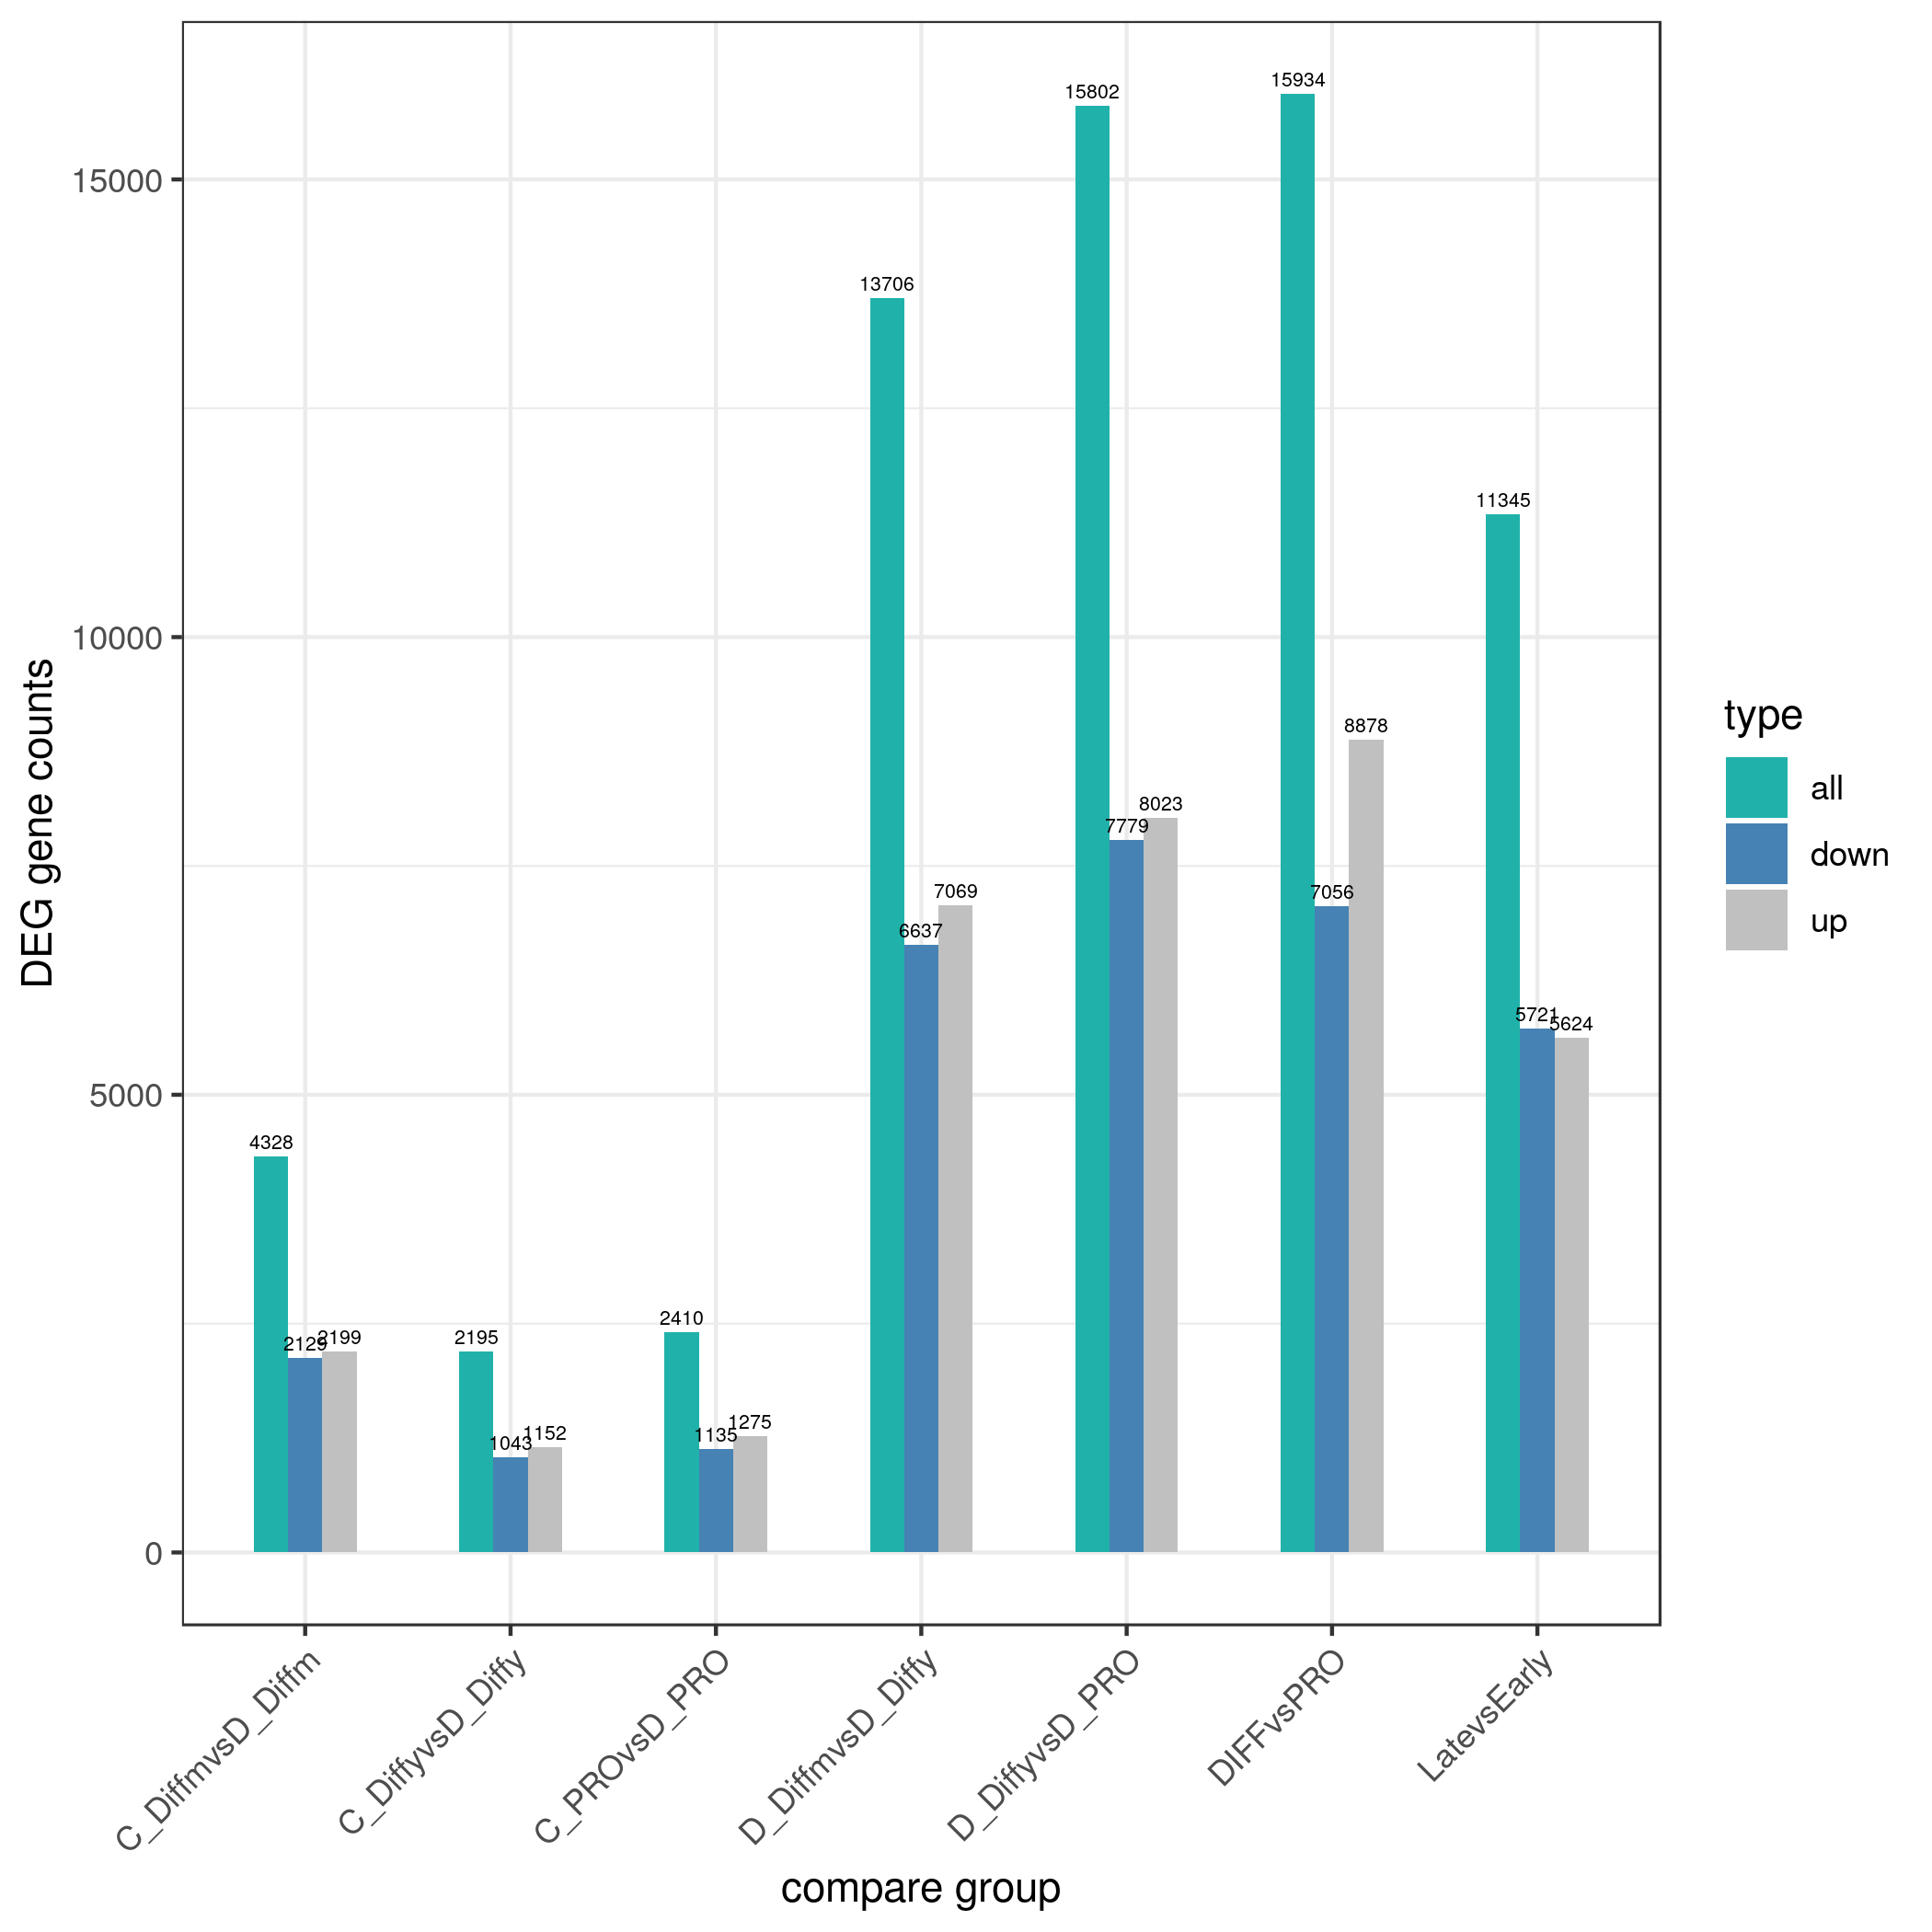 DEG gene counts
15000
10000
5000
0
4328
2129
2199
2195
1043
1152
2410
1135
1275
13706
6637
7069
15802
7779
8023
15934
7056
8878
11345
5721
5624
C_DiffmvsD_Diffm
C_DiffyvsD_Diffy
C_PROvsD_PRO
D_DiffmvsD_Diffy
D_DiffyvsD_PRO
DIFFvsPRO
LatevsEarly
compare group
type
all
down
up